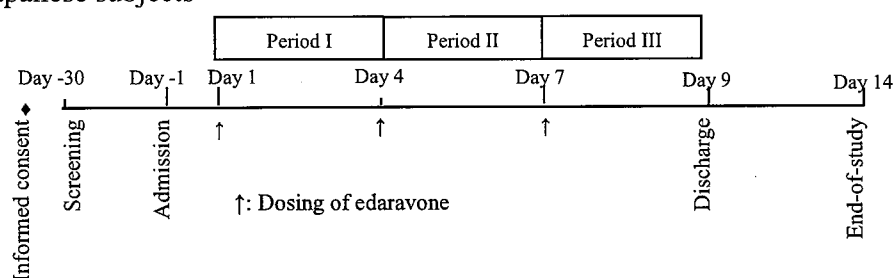 panese subjects
Period I Period II Period III
Day -30 Day -1 Day 1 Day 4 Day 7 Day 9 Day 14
Informed consent◆
Screening
Admission
↑ ↑ ↑
Discharge
End-of-study
↑: Dosing of edaravone